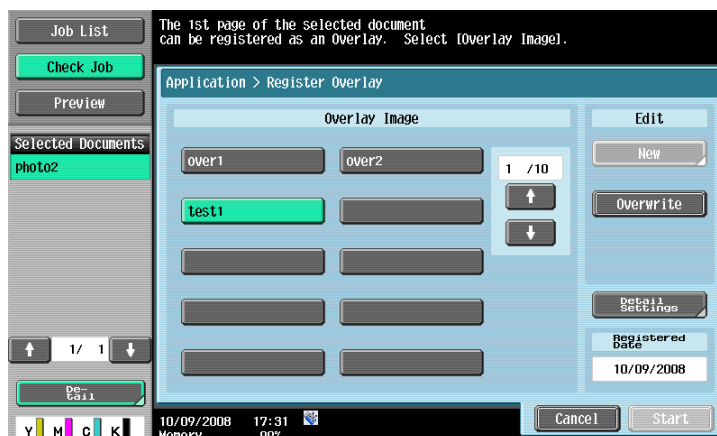 Job List
Check Job
Preview
Selected Documents
photo2
1/ 1
De-
tail
Y M C K
The 1st page of the selected document
can be registered as an Overlay. Select [Overlay Image].
Application > Register Overlay
Overlay Image
over1
over2
test1
1 /10
Edit
New
Overwrite
Detail
Settings
Registered
Date
10/09/2008
10/09/2008 17:31
Memory
Cancel
Start